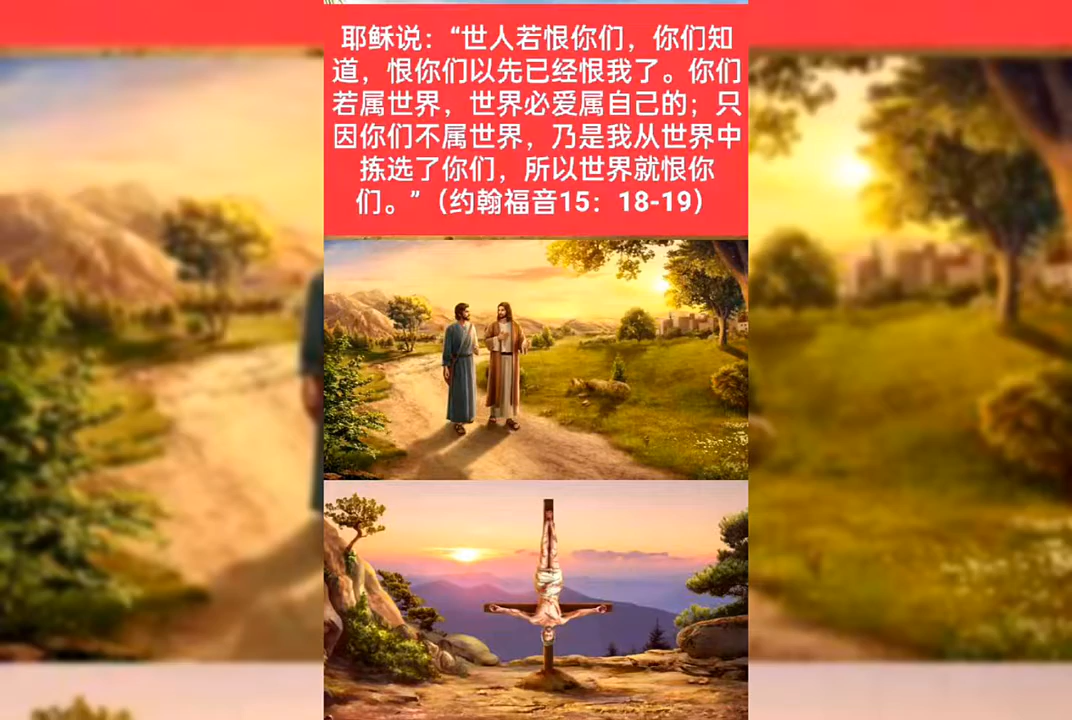 耶稣说：“世人若恨你们，你们知
道，恨你们以先已经恨我了。你们
若属世界，世界必爱属自己的；只
因你们不属世界，乃是我从世界中
拣选了你们，所以世界就恨你
们。”（约翰福音15：18-19）